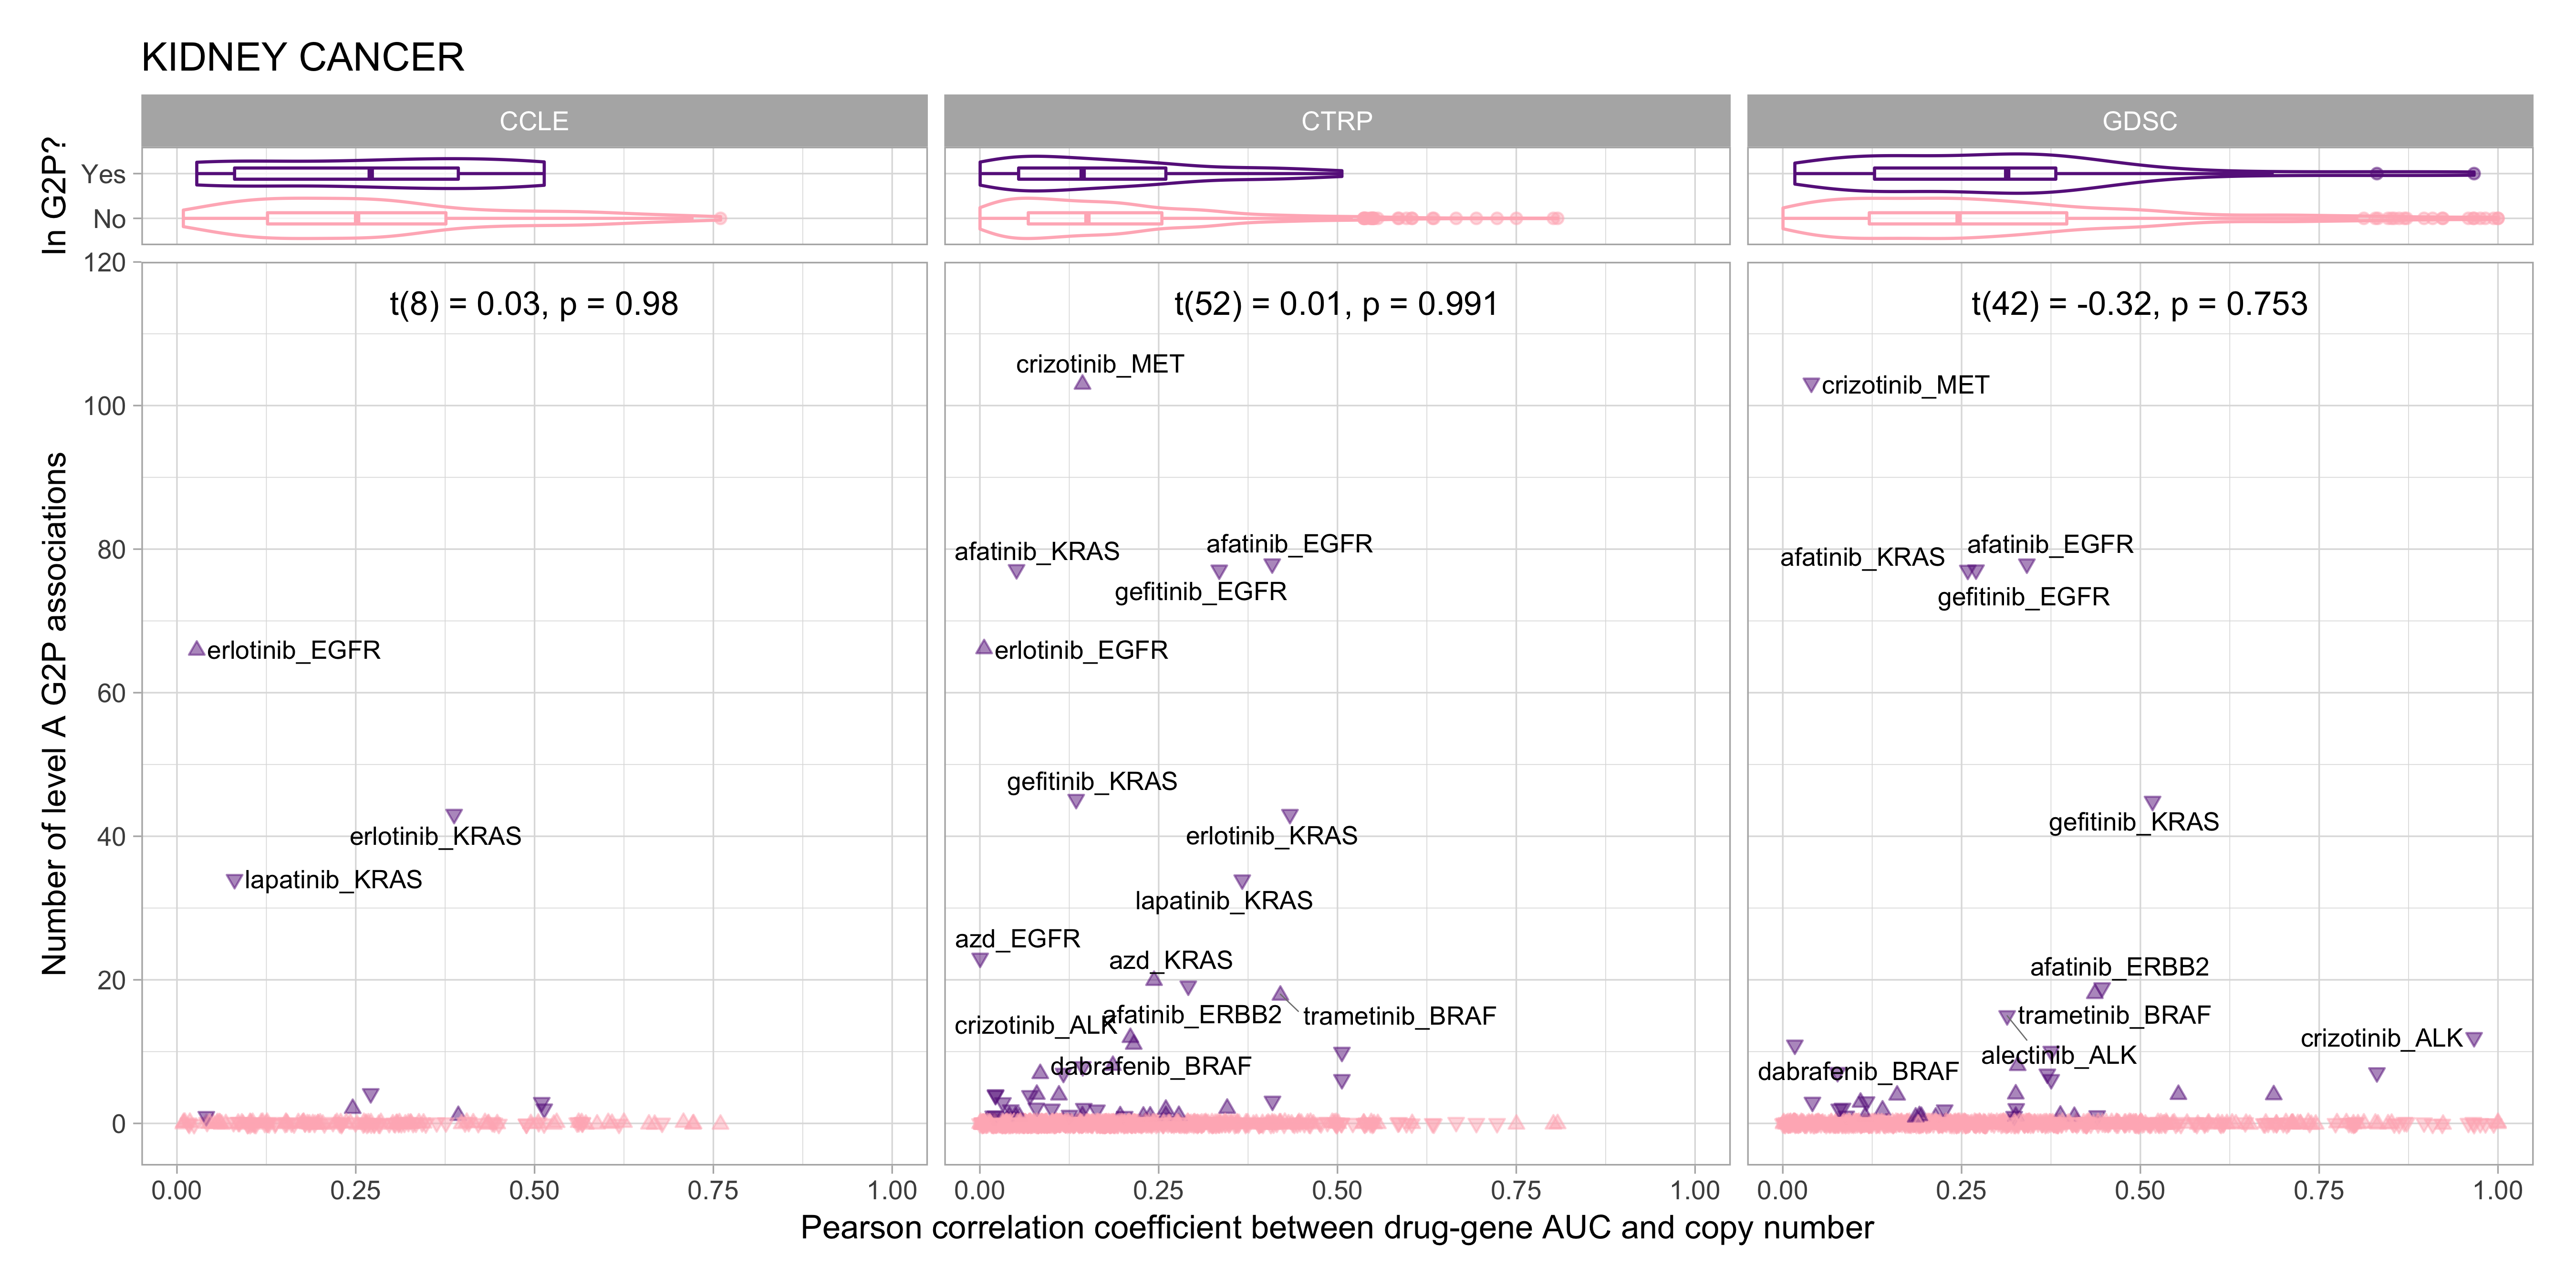 KIDNEY CANCER
CCLE
CTRP
GDSC
In G2P?
Yes
No
Number of level A G2P associations
120
100
80
60
40
20
0
t(8) = 0.03, p = 0.98
erlotinib_EGFR
erlotinib_KRAS
lapatinib_KRAS
t(52) = 0.01, p = 0.991
crizotinib_MET
afatinib_KRAS
afatinib_EGFR
gefitinib_EGFR
erlotinib_EGFR
gefitinib_KRAS
erlotinib_KRAS
lapatinib_KRAS
azd_EGFR
azd_KRAS
afatinib_ERBB2
trametinib_BRAF
crizotinib_ALK
dabrafenib_BRAF
t(42) = -0.32, p = 0.753
crizotinib_MET
afatinib_EGFR
afatinib_KRAS
gefitinib_EGFR
gefitinib_KRAS
afatinib_ERBB2
trametinib_BRAF
crizotinib_ALK
alectinib_ALK
dabrafenib_BRAF
0.00 0.25 0.50 0.75 1.00
0.00 0.25 0.50 0.75 1.00
0.00 0.25 0.50 0.75 1.00
Pearson correlation coefficient between drug-gene AUC and copy number